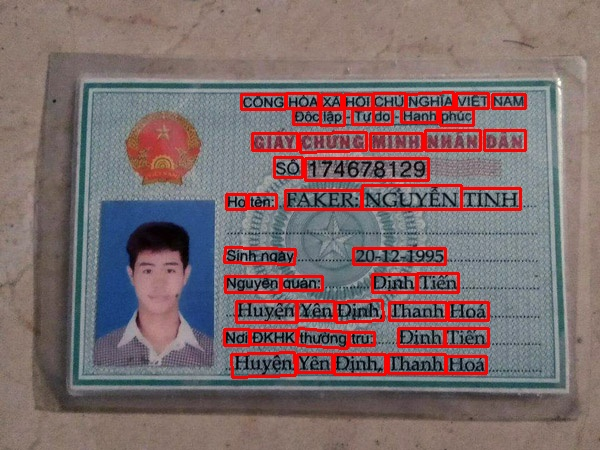 CỘNG HÒA XÃ HỘI CHỦ NGHĨA VIỆT NAM
Độc lập - Tự do - Hạnh phúc
GIẤY CHỨNG MINH NHÂN DÂN
SỐ 174678129
Họ tên: FAKER: NGUYỄN TÍNH
Sinh ngày 20-12-1995
Nguyên quán: Định Tiến
Huyện Yên Định, Thanh Hoá
Nơi ĐKHK thường trú: Định Tiến
Huyện Yên Định, Thanh Hoá